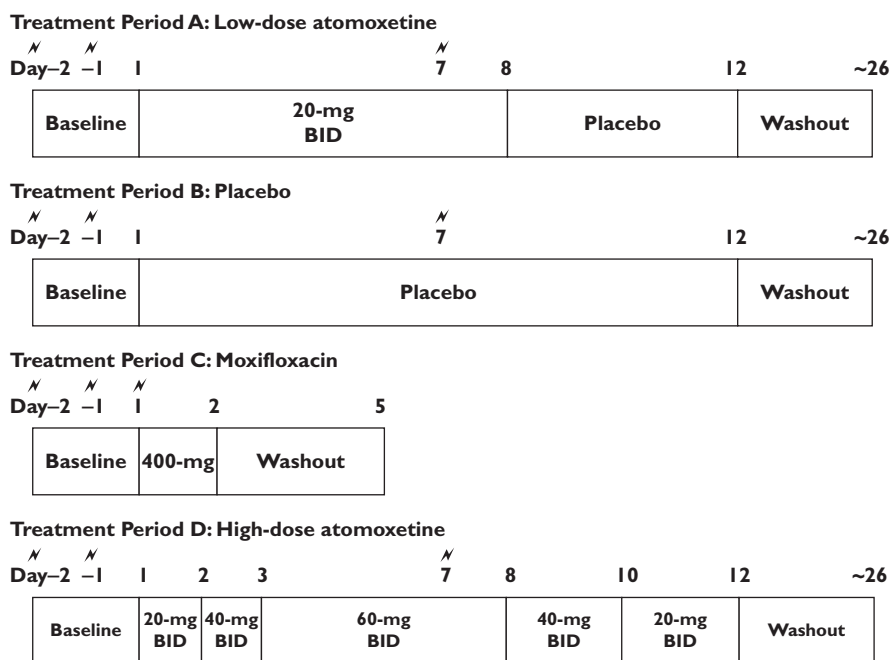 Treatment Period A: Low-dose atomoxetine
Day–2 –1 1 7 8 12 ~26
Baseline 20-mg BID Placebo Washout
Treatment Period B: Placebo
Day–2 –1 1 7 12 ~26
Baseline Placebo Washout
Treatment Period C: Moxifloxacin
Day–2 –1 1 2 5
Baseline 400-mg Washout
Treatment Period D: High-dose atomoxetine
Day–2 –1 1 2 3 7 8 10 12 ~26
Baseline 20-mg BID 40-mg BID 60-mg BID 40-mg BID 20-mg BID Washout